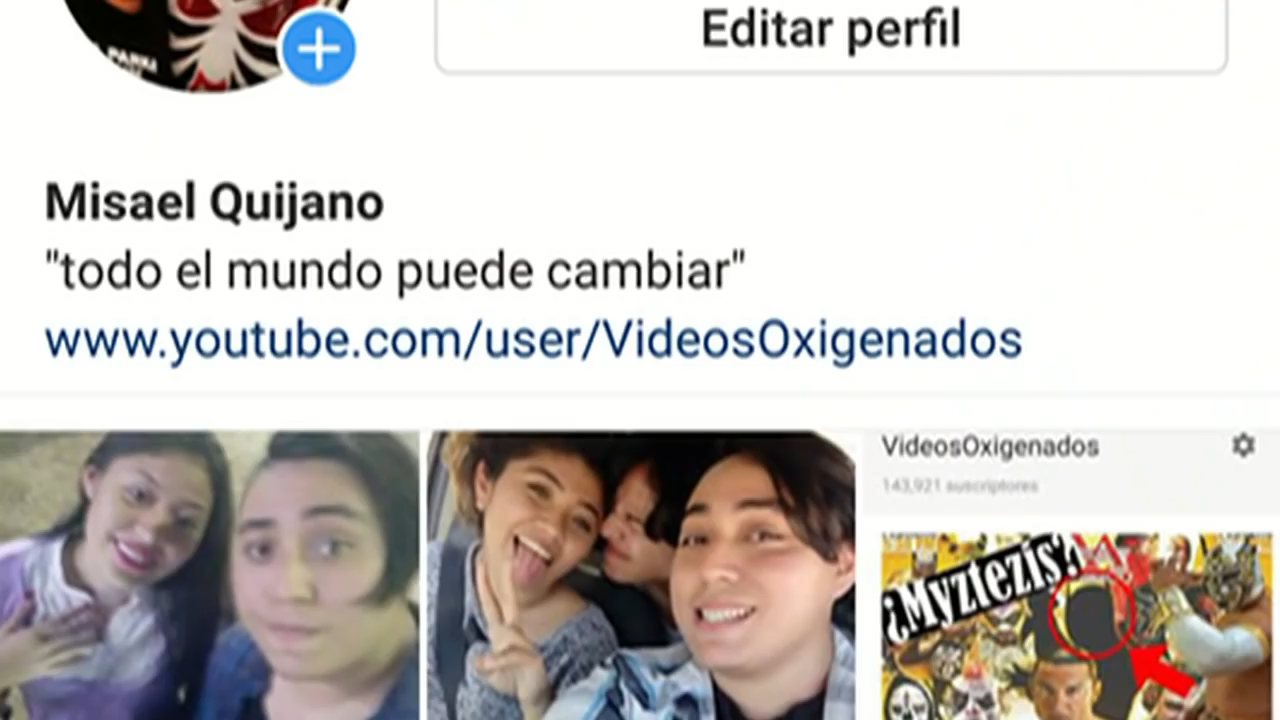 Editar perfil
Misael Quijano
"todo el mundo puede cambiar"
www.youtube.com/user/VideosOxigenados
VideosOxigenados
143,921 suscriptores
¿Myztezis?